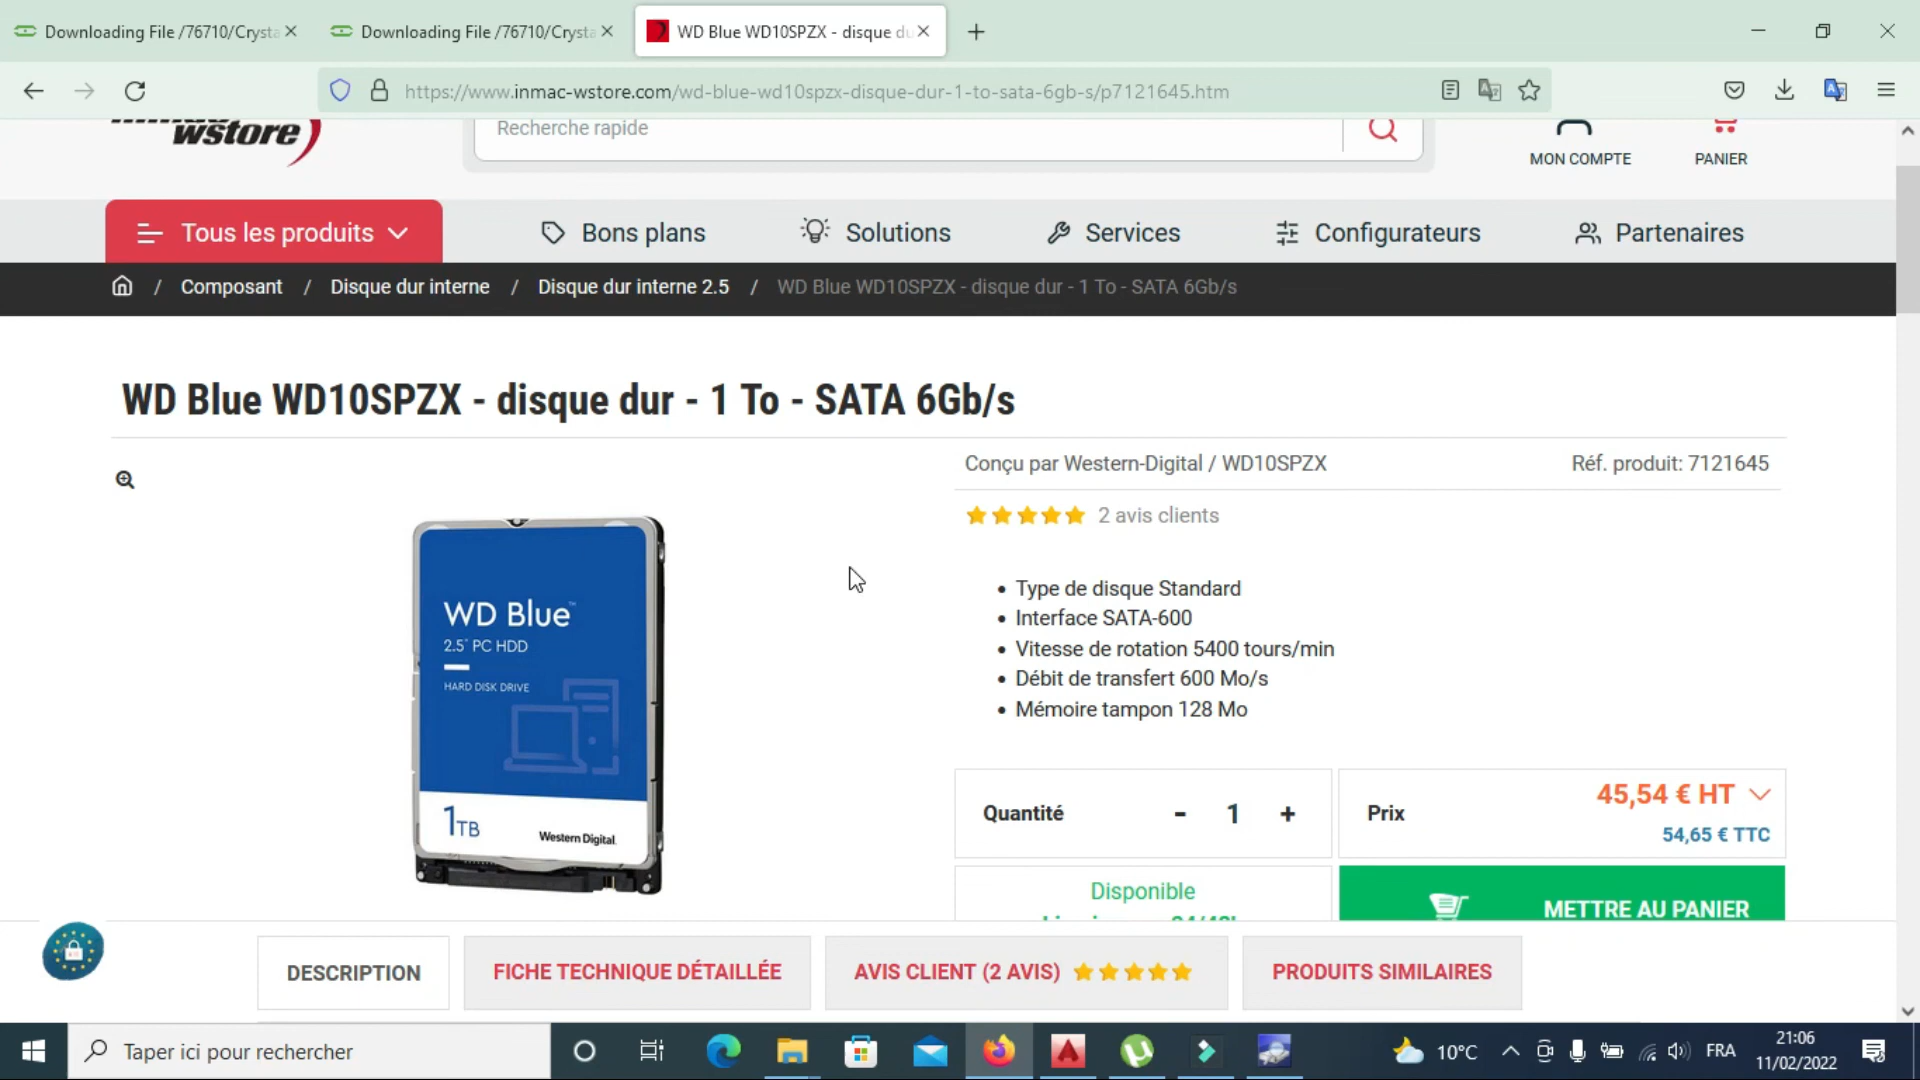 Downloading File /76710/Crysta
Downloading File /76710/Crysta
WD Blue WD10SPZX - disque du
https://www.inmac-wstore.com/wd-blue-wd10spzx-disque-dur-1-to-sata-6gb-s/p7121645.htm
wstore
Recherche rapide
MON COMPTE
PANIER
Tous les produits
Bons plans
Solutions
Services
Configurateurs
Partenaires
/ Composant / Disque dur interne / Disque dur interne 2.5 / WD Blue WD10SPZX - disque dur - 1 To - SATA 6Gb/s
WD Blue WD10SPZX - disque dur - 1 To - SATA 6Gb/s
Conçu par Western-Digital / WD10SPZX
Réf. produit: 7121645
2 avis clients
• Type de disque Standard
• Interface SATA-600
• Vitesse de rotation 5400 tours/min
• Débit de transfert 600 Mo/s
• Mémoire tampon 128 Mo
WD Blue™
2.5" PC HDD
HARD DISK DRIVE
1TB
Western Digital.
Quantité
- 1 +
Prix
45,54 € HT
54,65 € TTC
Disponible
METTRE AU PANIER
DESCRIPTION
FICHE TECHNIQUE DÉTAILLÉE
AVIS CLIENT (2 AVIS)
PRODUITS SIMILAIRES
Taper ici pour rechercher
10°C
FRA
21:06
11/02/2022